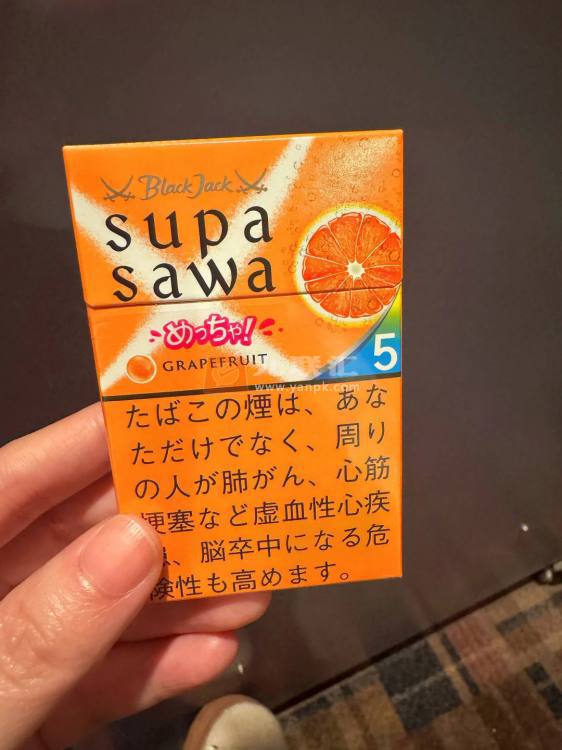 Black Jack
supa
sawa
めっちゃ!
GRAPEFRUIT
5
www.yanpk.com
たばこの煙は、あな
ただけでなく、周り
の人が肺がん、心筋
梗塞など虚血性心疾
、脳卒中になる危
険性も高めます。